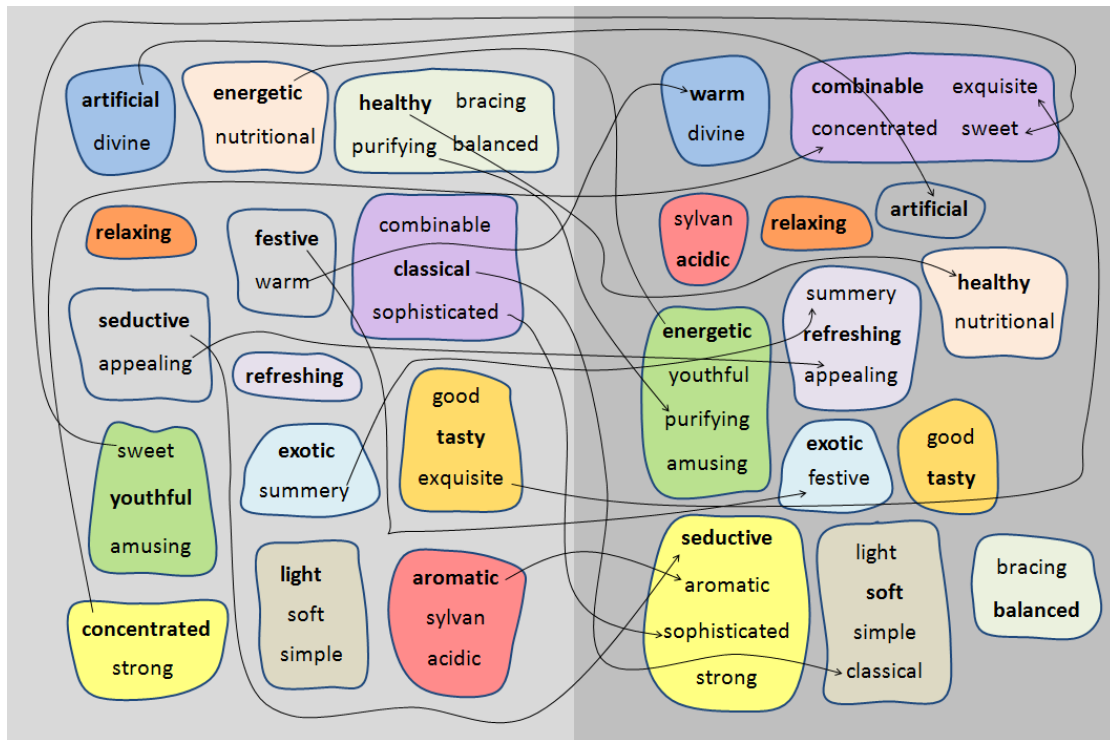 artificial
divine
energetic
nutritional
healthy bracing
purifying balanced
relaxing
festive
warm
combinable
classical
sophisticated
seductive
appealing
refreshing
good
tasty
exquisite
sweet
youthful
amusing
exotic
summery
concentrated
strong
light
soft
simple
aromatic
sylvan
acidic
warm
divine
combinable exquisite
concentrated sweet
sylvan
acidic
relaxing
artificial
energetic
youthful
purifying
amusing
summery
refreshing
appealing
healthy
nutritional
exotic
festive
good
tasty
seductive
aromatic
sophisticated
strong
light
soft
simple
classical
bracing
balanced